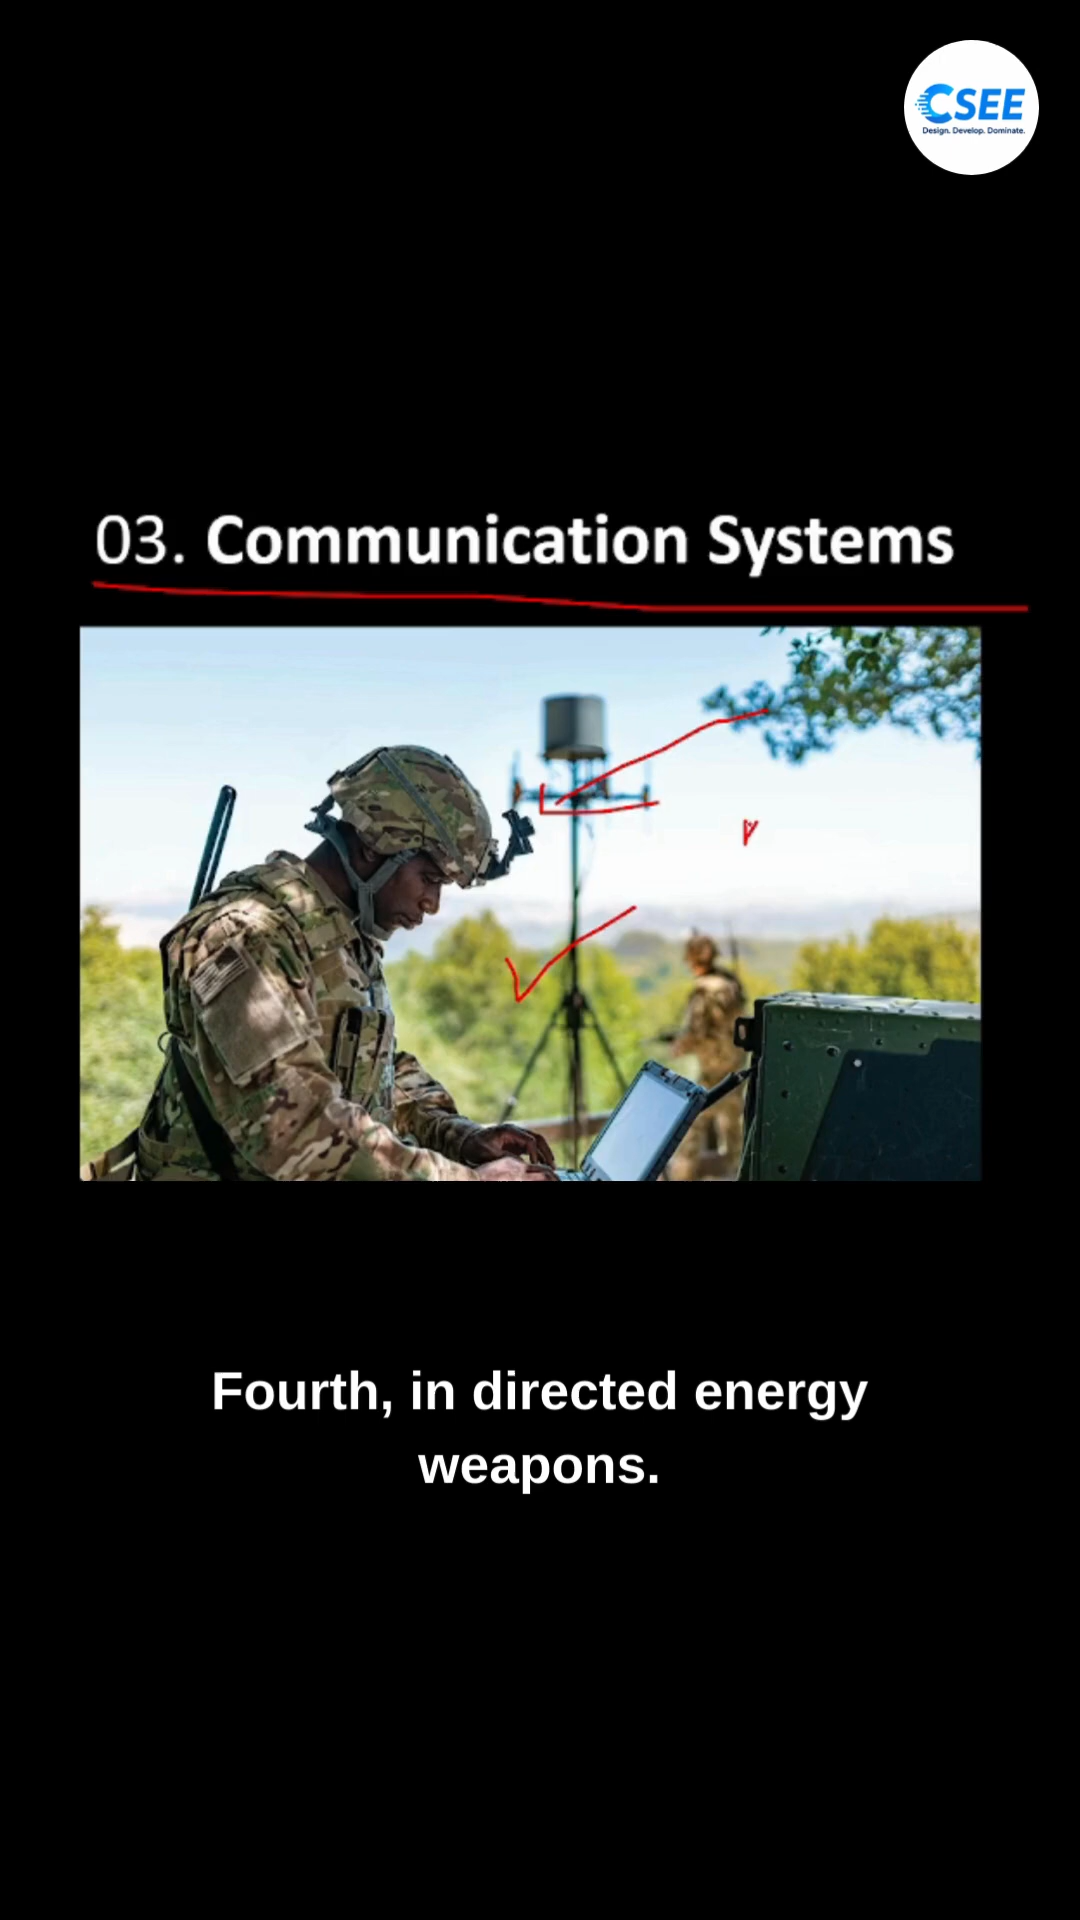 CSEE
Design. Develop. Dominate.
03. Communication Systems
Fourth, in directed energy
weapons.